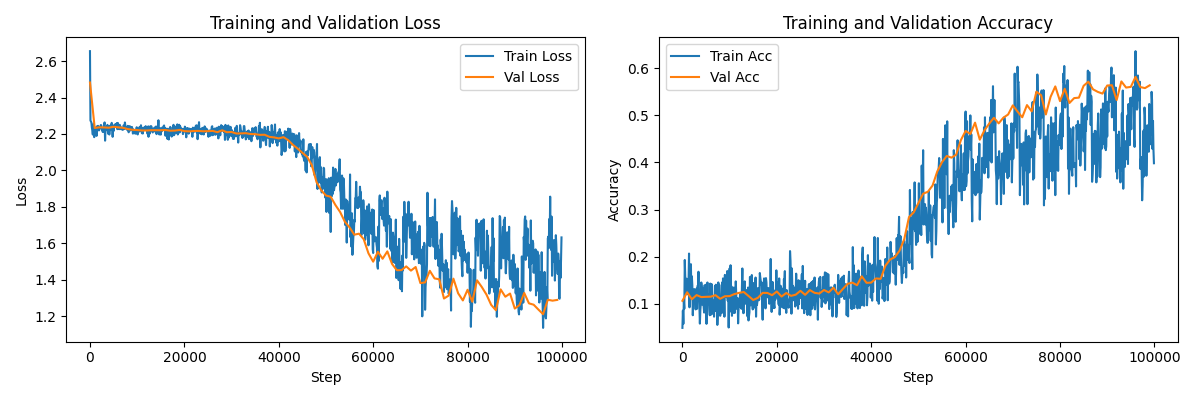 Training and Validation Loss
Train Loss
Val Loss
Loss
2.6
2.4
2.2
2.0
1.8
1.6
1.4
1.2
0
20000
40000
60000
80000
100000
Step
Training and Validation Accuracy
Train Acc
Val Acc
Accuracy
0.6
0.5
0.4
0.3
0.2
0.1
0
20000
40000
60000
80000
100000
Step